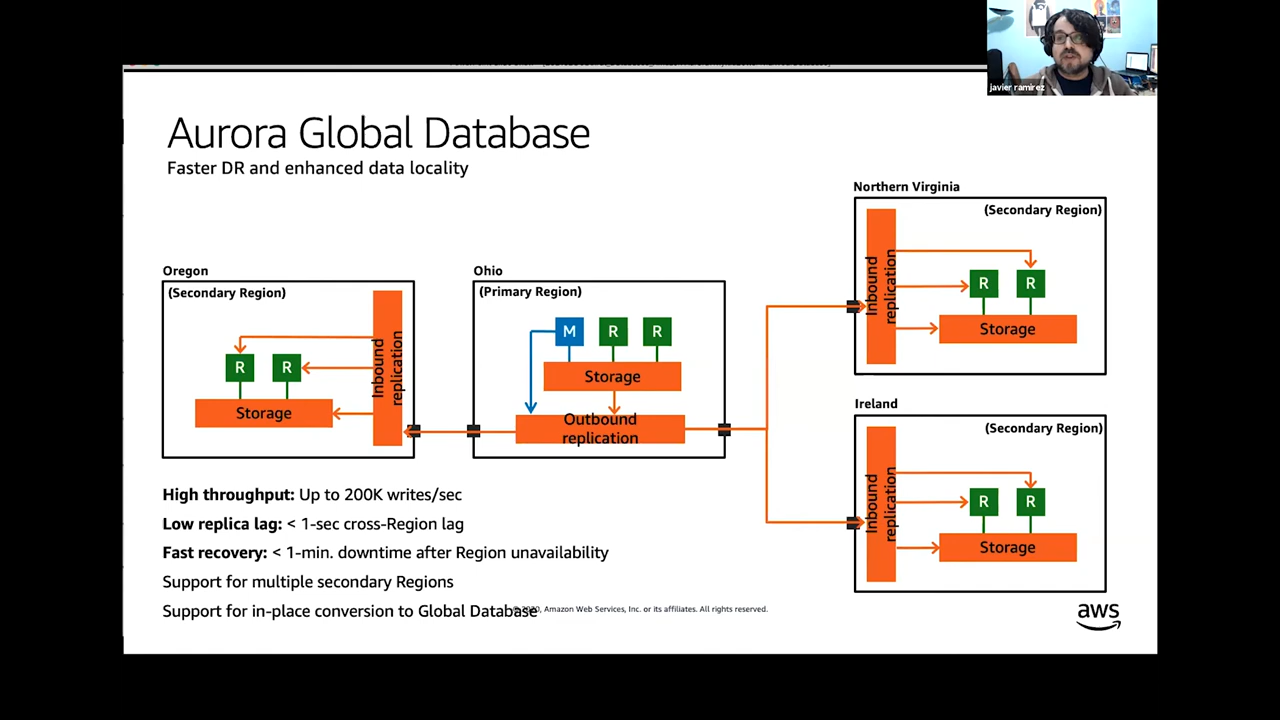 javier ramirez
Aurora Global Database
Faster DR and enhanced data locality
Oregon
(Secondary Region)
Inbound
replication
R
R
Storage
Ohio
(Primary Region)
M
R
R
Storage
Outbound
replication
Northern Virginia
(Secondary Region)
Inbound
replication
R
R
Storage
Ireland
(Secondary Region)
Inbound
replication
R
R
Storage
High throughput: Up to 200K writes/sec
Low replica lag: < 1-sec cross-Region lag
Fast recovery: < 1-min. downtime after Region unavailability
Support for multiple secondary Regions
Support for in-place conversion to Global Database
Amazon Web Services, Inc. or its affiliates. All rights reserved.
aws